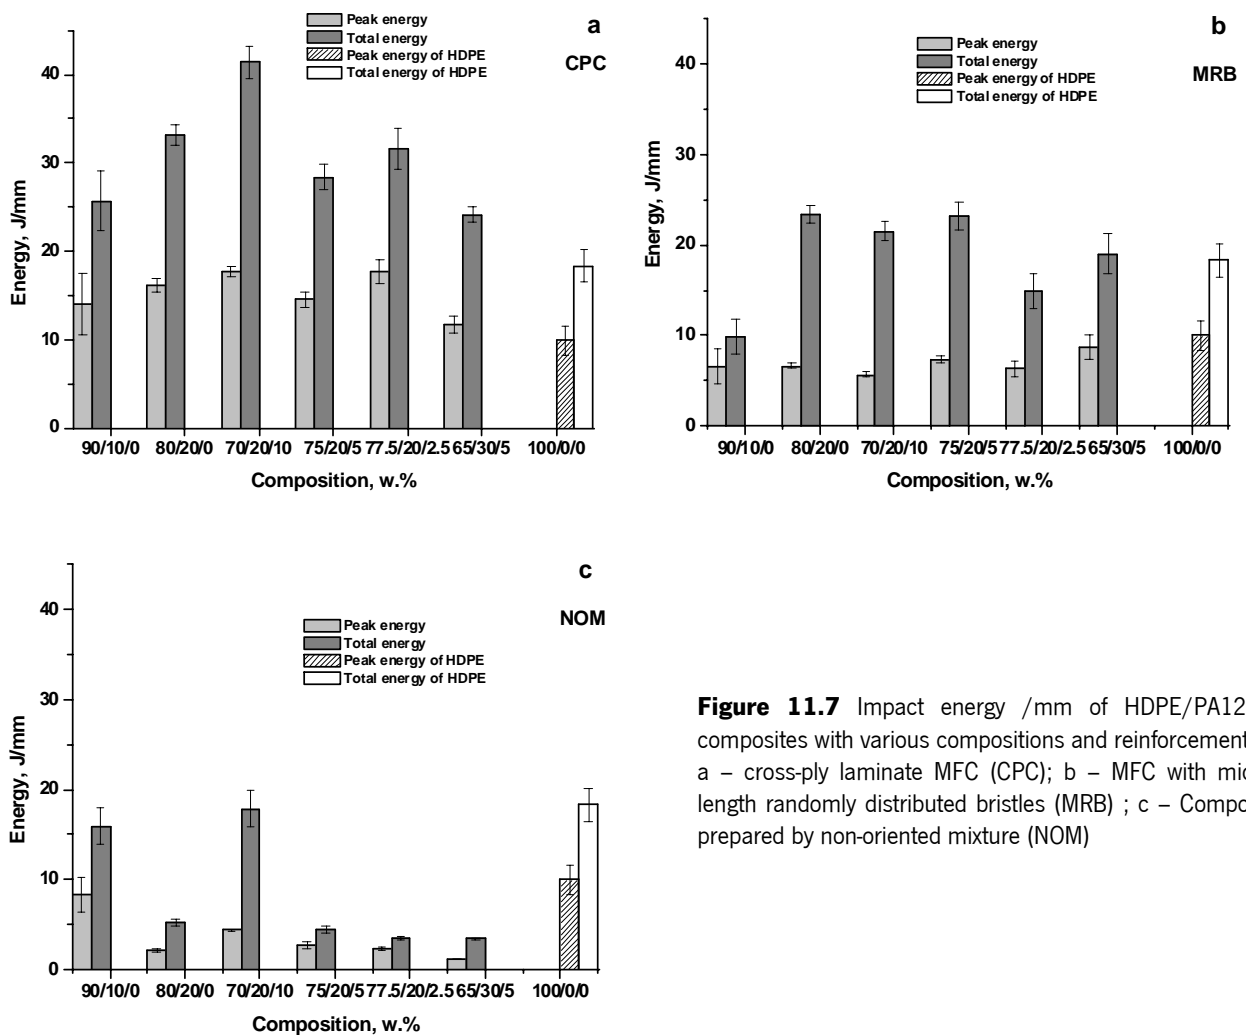 Peak energy
Total energy
Peak energy of HDPE
Total energy of HDPE
a
CPC
40
30
20
10
0
Energy, J/mm
90/10/0 80/20/0 70/20/10 75/20/5 77.5/20/2.5 65/30/5 100/0/0
Composition, w.%
Peak energy
Total energy
Peak energy of HDPE
Total energy of HDPE
b
MRB
40
30
20
10
0
Energy, J/mm
90/10/0 80/20/0 70/20/10 75/20/5 77.5/20/2.5 65/30/5 100/0/0
Composition, w.%
Peak energy
Total energy
Peak energy of HDPE
Total energy of HDPE
c
NOM
40
30
20
10
0
Energy, J/mm
90/10/0 80/20/0 70/20/10 75/20/5 77.5/20/2.5 65/30/5 100/0/0
Composition, w.%
Figure 11.7 Impact energy /mm of HDPE/PA12
composites with various compositions and reinforcement
a – cross-ply laminate MFC (CPC); b – MFC with mic
length randomly distributed bristles (MRB) ; c – Compo
prepared by non-oriented mixture (NOM)